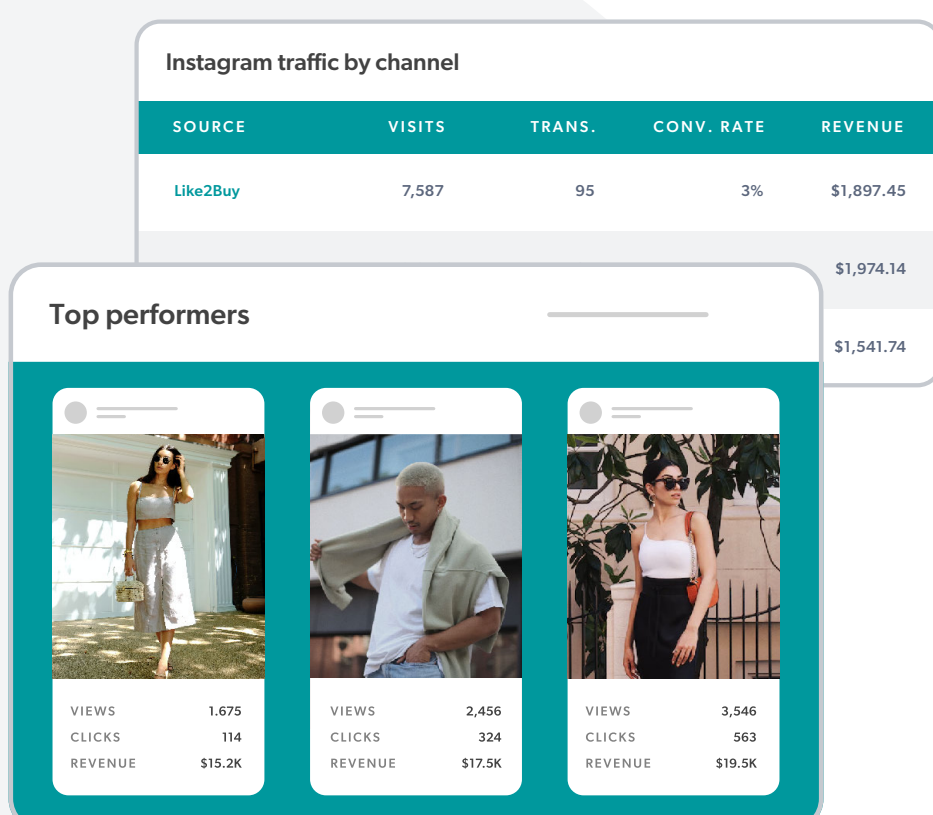 Instagram traffic by channel
SOURCE VISITS TRANS. CONV. RATE REVENUE
Like2Buy 7,587 95 3% $1,897.45
$1,974.14
$1,541.74
Top performers
VIEWS 1.675
CLICKS 114
REVENUE $15.2K
VIEWS 2,456
CLICKS 324
REVENUE $17.5K
VIEWS 3,546
CLICKS 563
REVENUE $19.5K